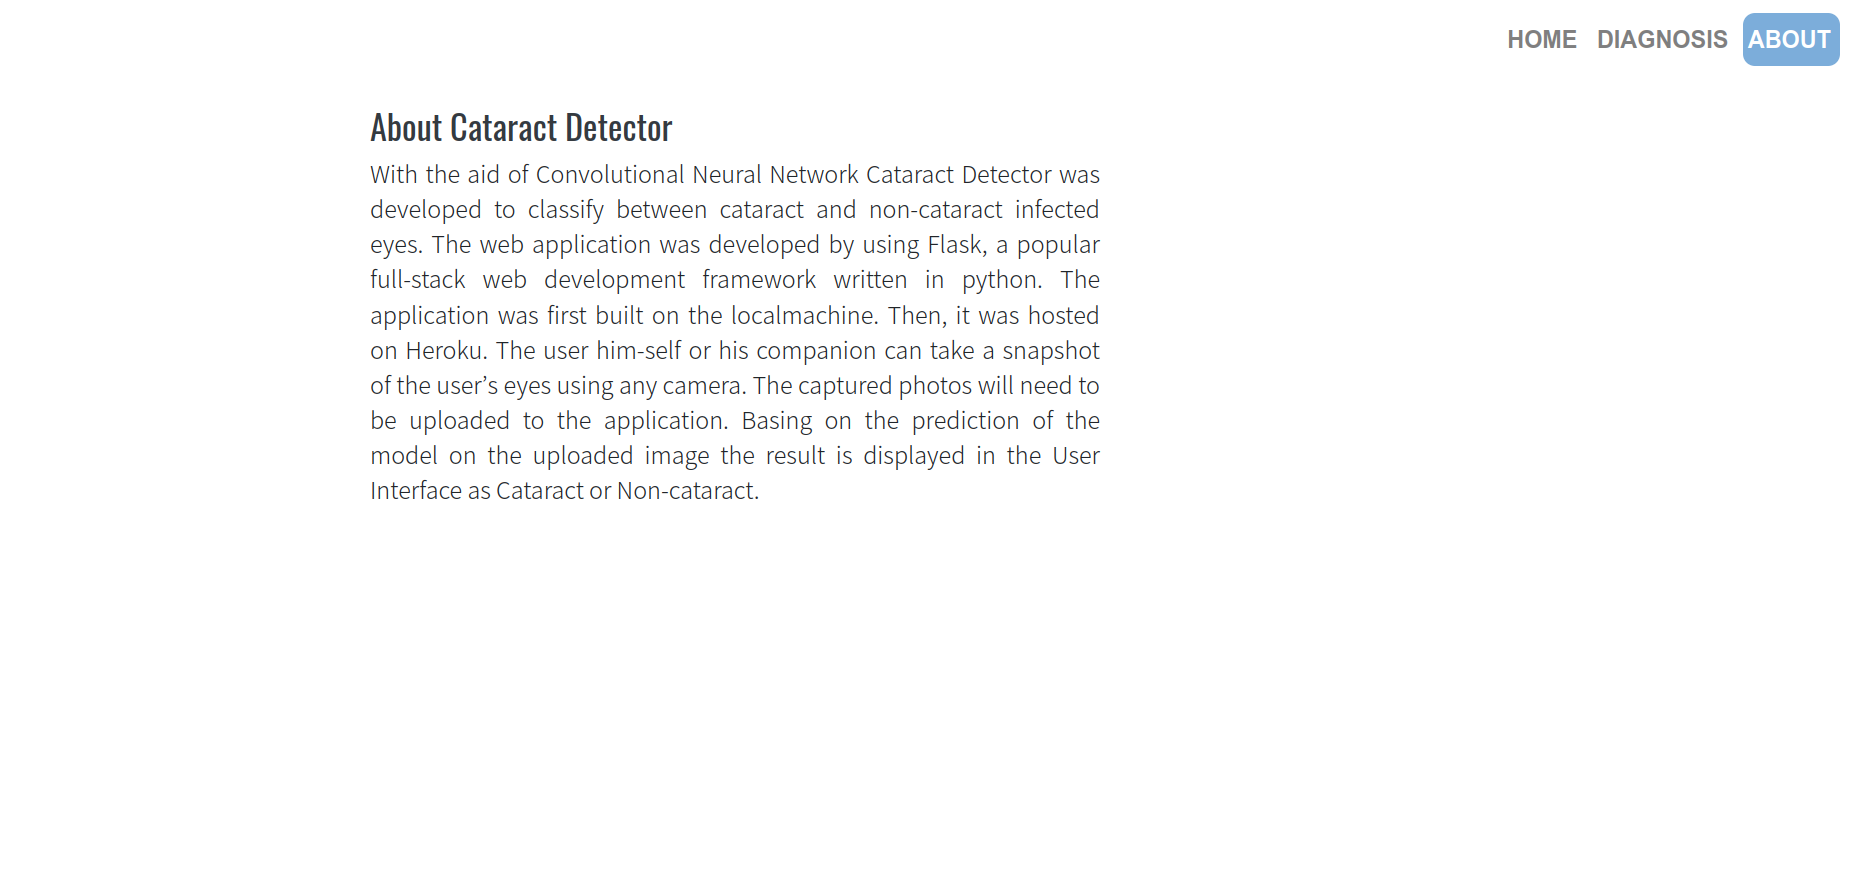 HOME DIAGNOSIS ABOUT
About Cataract Detector
With the aid of Convolutional Neural Network Cataract Detector was
developed to classify between cataract and non-cataract infected
eyes. The web application was developed by using Flask, a popular
full-stack web development framework written in python. The
application was first built on the localmachine. Then, it was hosted
on Heroku. The user him-self or his companion can take a snapshot
of the user’s eyes using any camera. The captured photos will need to
be uploaded to the application. Basing on the prediction of the
model on the uploaded image the result is displayed in the User
Interface as Cataract or Non-cataract.